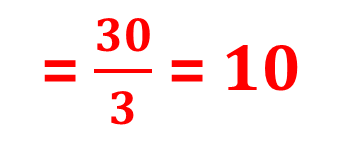 = 30/3 = 10